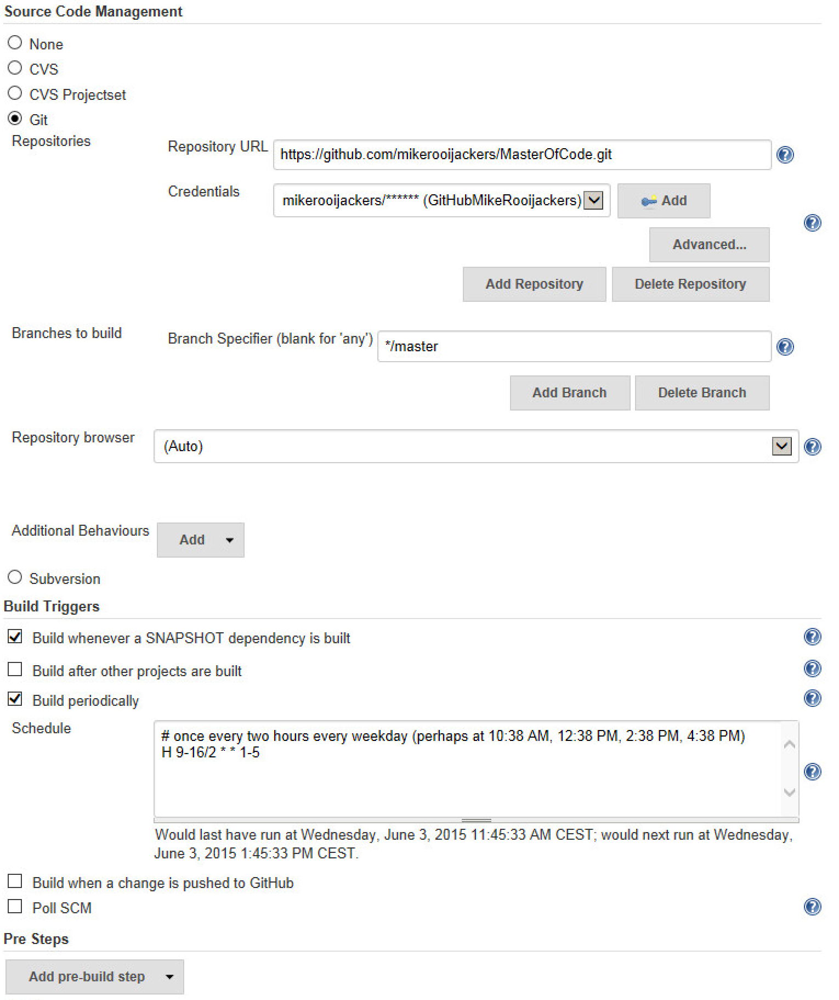 Source Code Management
None
CVS
CVS Projectset
Git
Repositories
Repository URL
https://github.com/mikerooijackers/MasterOfCode.git
Credentials
mikerooijackers/****** (GitHubMikeRooijackers)
Add
Advanced...
Add Repository
Delete Repository
Branches to build
Branch Specifier (blank for 'any')
*/master
Add Branch
Delete Branch
Repository browser
(Auto)
Additional Behaviours
Add
Subversion
Build Triggers
Build whenever a SNAPSHOT dependency is built
Build after other projects are built
Build periodically
Schedule
# once every two hours every weekday (perhaps at 10:38 AM, 12:38 PM, 2:38 PM, 4:38 PM)
H 9-16/2 * * 1-5
Would last have run at Wednesday, June 3, 2015 11:45:33 AM CEST; would next run at Wednesday,
June 3, 2015 1:45:33 PM CEST.
Build when a change is pushed to GitHub
Poll SCM
Pre Steps
Add pre-build step